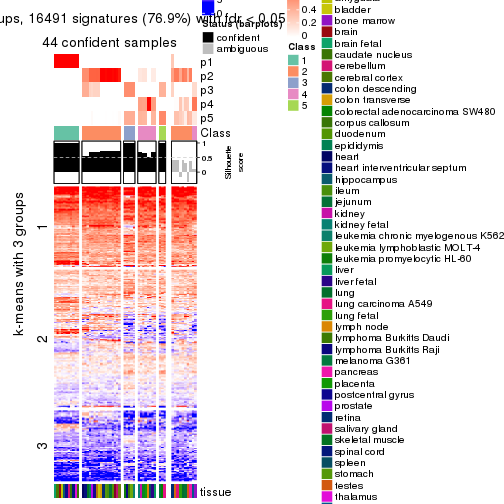 ups, 16491 signatures (76.9%) with fdr < 0.05
44 confident samples
p1
p2
p3
p4
p5
Class
1
0.5
0
Silhouette
score
k-means with 3 groups
1
2
3
tissue
0
Status (barplots)
confident
ambiguous
0.4
0.2
0
Class
1
2
3
4
5
bladder
bone marrow
brain
brain fetal
caudate nucleus
cerebellum
cerebral cortex
colon descending
colon transverse
colorectal adenocarcinoma SW480
corpus callosum
duodenum
epididymis
heart
heart interventricular septum
hippocampus
ileum
jejunum
kidney
kidney fetal
leukemia chronic myelogenous K562
leukemia lymphoblastic MOLT-4
leukemia promyelocytic HL-60
liver
liver fetal
lung
lung carcinoma A549
lung fetal
lymph node
lymphoma Burkitts Daudi
lymphoma Burkitts Raji
melanoma G361
pancreas
placenta
postcentral gyrus
prostate
retina
salivary gland
skeletal muscle
spinal cord
spleen
stomach
testes
thalamus